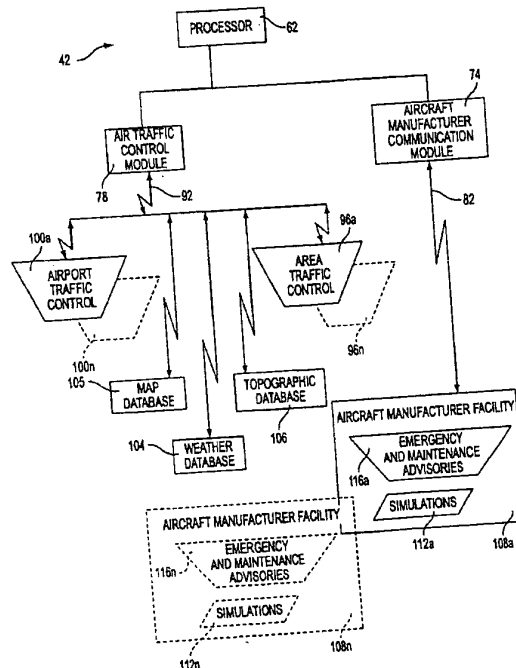 PROCESSOR
62
42
74
AIR TRAFFIC
CONTROL
MODULE
AIRCRAFT
MANUFACTURER
COMMUNICATION
MODULE
78
92
82
100a
96a
AIRPORT
TRAFFIC
CONTROL
AREA
TRAFFIC
CONTROL
100n
96n
105
MAP
DATABASE
TOPOGRAPHIC
DATABASE
106
104
WEATHER
DATABASE
AIRCRAFT MANUFACTURER FACILITY
EMERGENCY
AND MAINTENANCE
ADVISORIES
116a
SIMULATIONS
112a
108a
AIRCRAFT MANUFACTURER FACILITY
EMERGENCY
AND MAINTENANCE
ADVISORIES
116n
SIMULATIONS
112n
108n